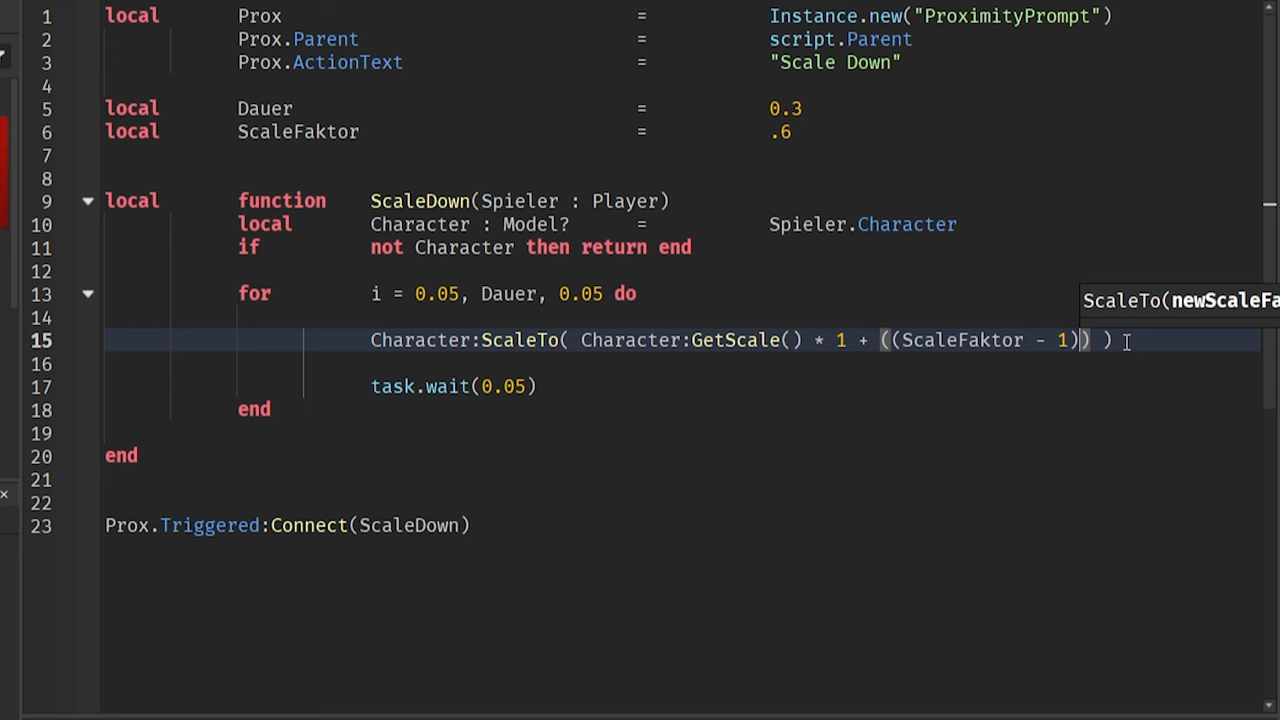 1 local Prox = Instance.new("ProximityPrompt")
2 Prox.Parent = script.Parent
3 Prox.ActionText = "Scale Down"
4
5 local Dauer = 0.3
6 local ScaleFaktor = .6
7
8
9 local function ScaleDown(Spieler : Player)
10 local Character : Model? = Spieler.Character
11 if not Character then return end
12
13 for i = 0.05, Dauer, 0.05 do
ScaleTo(newScaleFa
14
15 Character:ScaleTo( Character:GetScale() * 1 + ((ScaleFaktor - 1)) )
16
17 task.wait(0.05)
18 end
19
20 end
21
22
23 Prox.Triggered:Connect(ScaleDown)